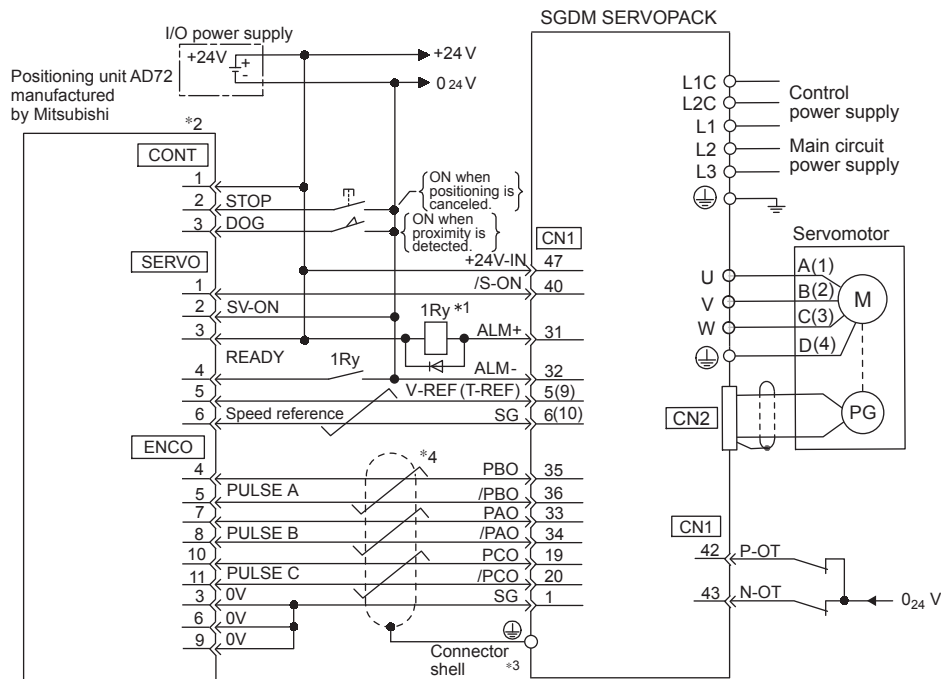 SGDM SERVOPACK
I/O power supply
+24V
+
-
+24 V
0 24 V
Positioning unit AD72
manufactured
by Mitsubishi
*2
CONT
1
2 STOP
3 DOG
ON when
positioning is
canceled.
ON when
proximity is
detected.
SERVO
1
2 SV-ON
3
READY
4
5
6 Speed reference
1Ry *1
1Ry
CN1
+24V-IN 47
/S-ON 40
ALM+ 31
ALM- 32
V-REF (T-REF) 5(9)
SG 6(10)
ENCO
4
5 PULSE A
7
8 PULSE B
10
11 PULSE C
3 0V
6 0V
9 0V
*4
PBO 35
/PBO 36
PAO 33
/PAO 34
PCO 19
/PCO 20
SG 1
Connector
shell *3
L1C
L2C
L1
L2
L3
Control
power supply
Main circuit
power supply
Servomotor
U
V
W
A(1)
B(2)
C(3)
D(4)
M
PG
CN2
CN1
42 P-OT
43 N-OT
024 V